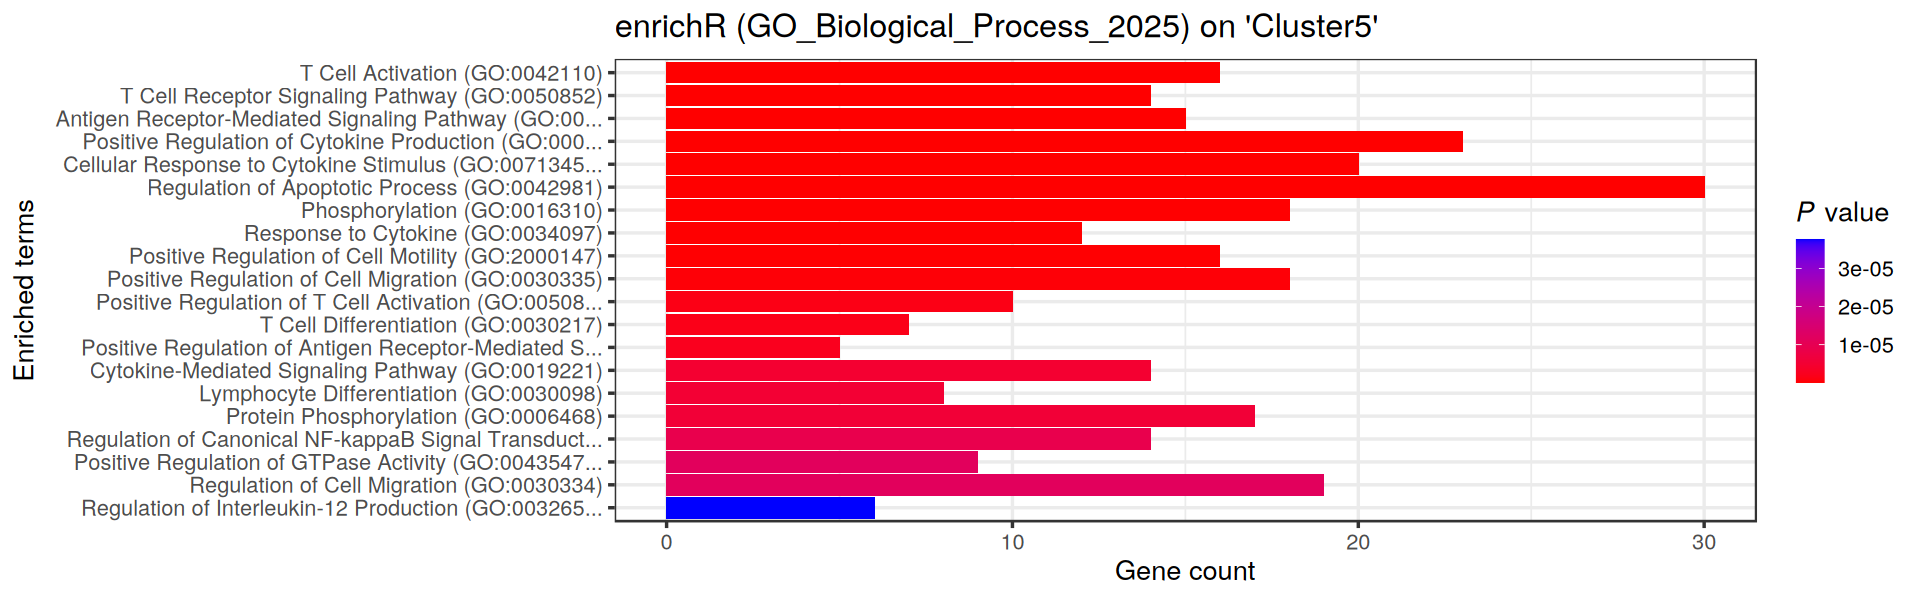 enrichR (GO_Biological_Process_2025) on 'Cluster5'
T Cell Activation (GO:0042110)
T Cell Receptor Signaling Pathway (GO:0050852)
Antigen Receptor-Mediated Signaling Pathway (GO:00...
Positive Regulation of Cytokine Production (GO:000...
Cellular Response to Cytokine Stimulus (GO:0071345...
Regulation of Apoptotic Process (GO:0042981)
Phosphorylation (GO:0016310)
Response to Cytokine (GO:0034097)
Positive Regulation of Cell Motility (GO:2000147)
Positive Regulation of Cell Migration (GO:0030335)
Positive Regulation of T Cell Activation (GO:00508...
T Cell Differentiation (GO:0030217)
Positive Regulation of Antigen Receptor-Mediated S...
Cytokine-Mediated Signaling Pathway (GO:0019221)
Lymphocyte Differentiation (GO:0030098)
Protein Phosphorylation (GO:0006468)
Regulation of Canonical NF-kappaB Signal Transduct...
Positive Regulation of GTPase Activity (GO:0043547...
Regulation of Cell Migration (GO:0030334)
Regulation of Interleukin-12 Production (GO:003265...
Enriched terms
0 10 20 30
Gene count
P value
3e-05
2e-05
1e-05